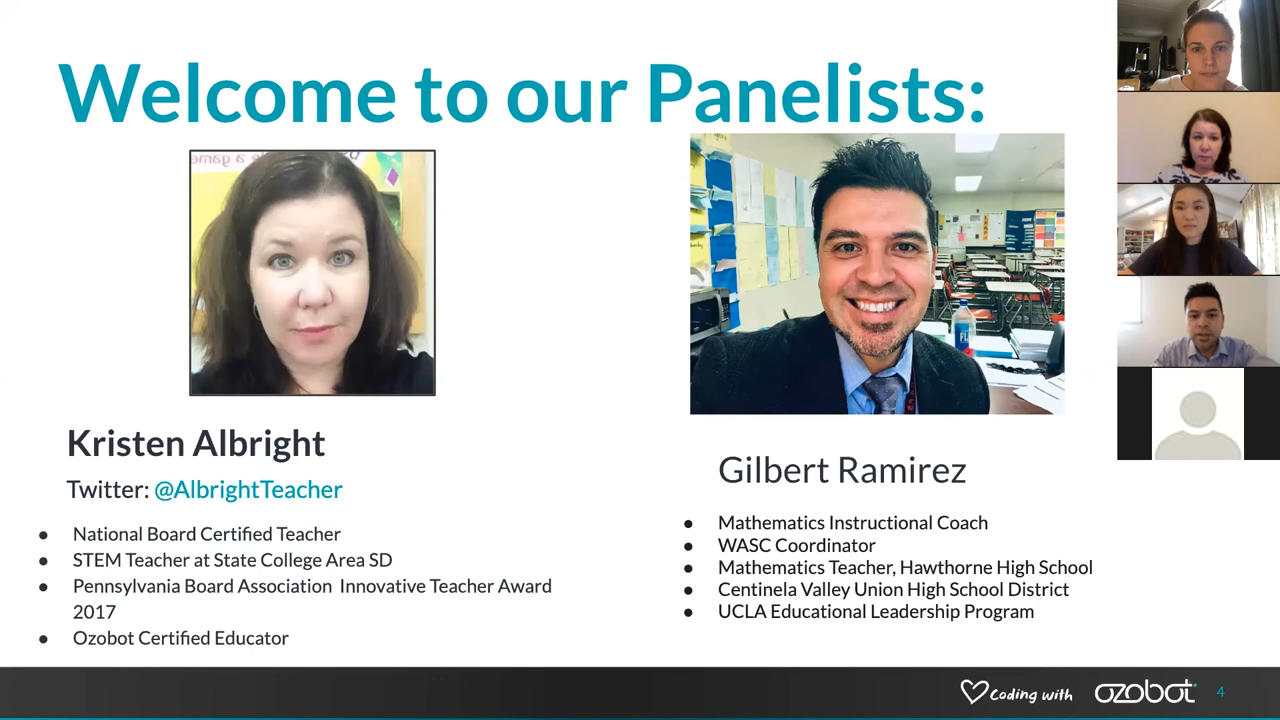 Welcome to our Panelists:
Kristen Albright
Twitter: @AlbrightTeacher
● National Board Certified Teacher
● STEM Teacher at State College Area SD
● Pennsylvania Board Association Innovative Teacher Award
2017
● Ozobot Certified Educator
Gilbert Ramirez
● Mathematics Instructional Coach
● WASC Coordinator
● Mathematics Teacher, Hawthorne High School
● Centinela Valley Union High School District
● UCLA Educational Leadership Program
Coding with ozobot 4